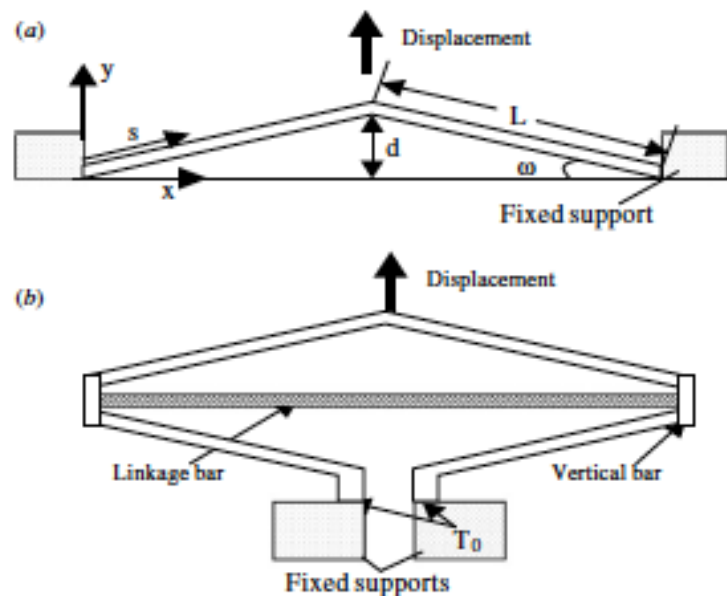 (a)
Displacement
y
s
L
d
ω
x
Fixed support
(b)
Displacement
Linkage bar
Vertical bar
T₀
Fixed supports